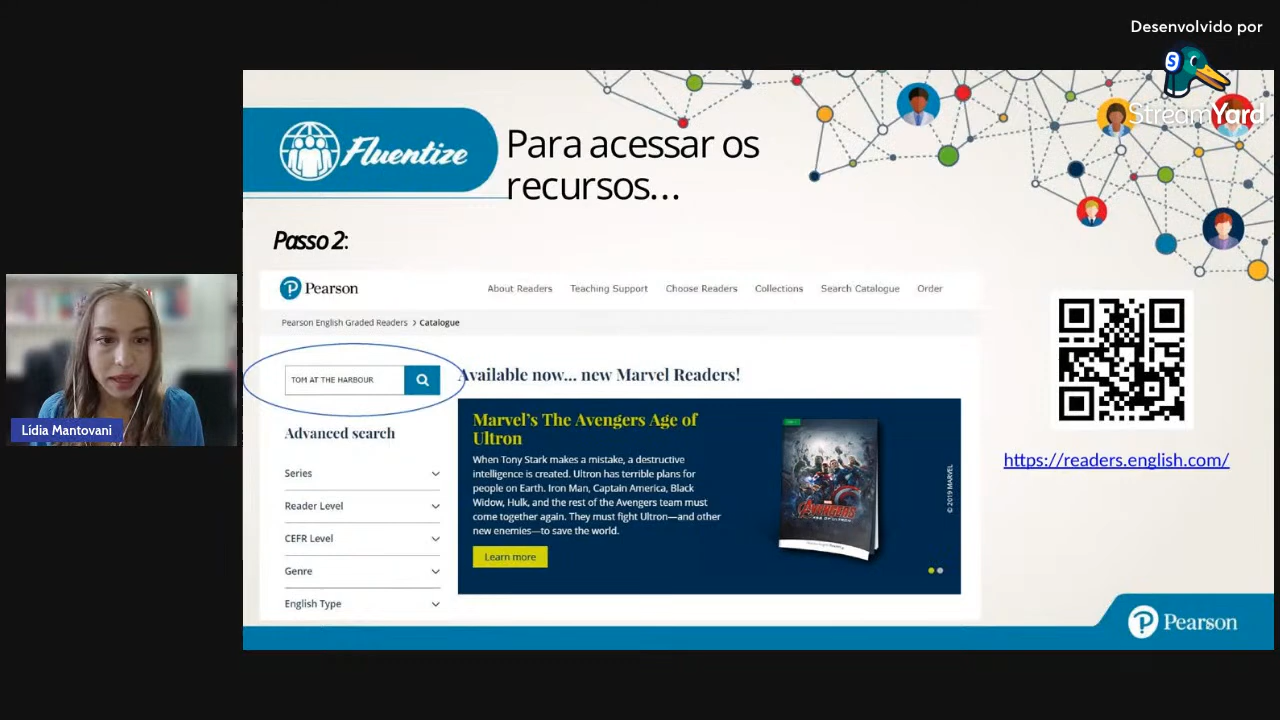 Desenvolvido por
StreamYard
Fluentize
Para acessar os
recursos...
Passo 2:
Pearson
About Readers Teaching Support Choose Readers Collections Search Catalogue Order
Pearson English Graded Readers > Catalogue
TOM AT THE HARBOUR
Available now... new Marvel Readers!
Advanced search
Series
Reader Level
CEFR Level
Genre
English Type
Marvel's The Avengers Age of
Ultron
When Tony Stark makes a mistake, a destructive
intelligence is created. Ultron has terrible plans for
people on Earth. Iron Man, Captain America, Black
Widow, Hulk, and the rest of the Avengers team must
come together again. They must fight Ultron—and other
new enemies—to save the world.
Learn more
AVENGERS
© 2019 MARVEL
https://readers.english.com/
Lídia Mantovani
Pearson